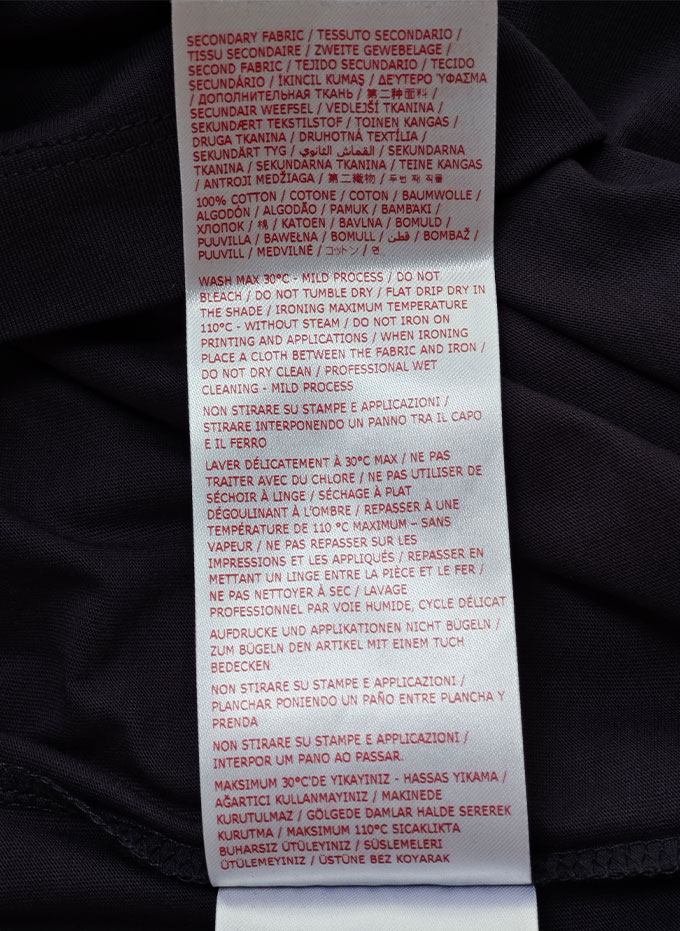 SECONDARY FABRIC / TESSUTO SECONDARIO /
TISSU SECONDAIRE / ZWEITE GEWEBELAGE /
SECOND FABRIC / TEJIDO SECUNDARIO / TECIDO
SECUNDÁRIO / İKINCIL KUMAŞ / ΔΕΥΤΕΡΟ ΎΦΑΣΜΑ
/ ДОПОЛНИТЕЛЬНАЯ ТКАНЬ / 第二种面料 /
SECUNDAIR WEEFSEL / VEDLEJŠÍ TKANINA /
SEKUNDÆRT TEKSTILSTOF / TOINEN KANGAS /
DRUGA TKANINA / DRUHOTNÁ TEXTÍLIA /
SEKUNDÄRT TYG / القماش الثانوي / SEKUNDARNA
TKANINA / SEKUNDARNA TKANINA / TEINE KANGAS
/ ANTROJI MEDŽIAGA / 第二織物 / 두번 째 직물
100% COTTON / COTONE / COTON / BAUMWOLLE /
ALGODÓN / ALGODÃO / PAMUK / ΒΑΜΒΑΚΙ /
ХЛОПОК / 棉 / KATOEN / BAVLNA / BOMULD /
PUUVILLA / BAWEŁNA / BOMULL / قطن / BOMBAŽ /
PUUVILL / MEDVILNĖ / コットン / 면
WASH MAX 30°C - MILD PROCESS / DO NOT
BLEACH / DO NOT TUMBLE DRY / FLAT DRIP DRY IN
THE SHADE / IRONING MAXIMUM TEMPERATURE
110°C - WITHOUT STEAM / DO NOT IRON ON
PRINTING AND APPLICATIONS / WHEN IRONING
PLACE A CLOTH BETWEEN THE FABRIC AND IRON /
DO NOT DRY CLEAN / PROFESSIONAL WET
CLEANING - MILD PROCESS
NON STIRARE SU STAMPE E APPLICAZIONI /
STIRARE INTERPONENDO UN PANNO TRA IL CAPO
E IL FERRO
LAVER DÉLICATEMENT À 30°C MAX / NE PAS
TRAITER AVEC DU CHLORE / NE PAS UTILISER DE
SÉCHOIR À LINGE / SÉCHAGE À PLAT
DÉGOULINANT À L'OMBRE / REPASSER À UNE
TEMPÉRATURE DE 110 °C MAXIMUM – SANS
VAPEUR / NE PAS REPASSER SUR LES
IMPRESSIONS ET LES APPLIQUÉS / REPASSER EN
METTANT UN LINGE ENTRE LA PIÈCE ET LE FER /
NE PAS NETTOYER À SEC / LAVAGE
PROFESSIONNEL PAR VOIE HUMIDE, CYCLE DÉLICAT
AUFDRUCKE UND APPLIKATIONEN NICHT BÜGELN /
ZUM BÜGELN DEN ARTIKEL MIT EINEM TUCH
BEDECKEN
NON STIRARE SU STAMPE E APPLICAZIONI /
PLANCHAR PONIENDO UN PAÑO ENTRE PLANCHA Y
PRENDA
NON STIRARE SU STAMPE E APPLICAZIONI /
INTERPOR UM PANO AO PASSAR.
MAKSIMUM 30°C'DE YIKAYINIZ - HASSAS YIKAMA /
AĞARTICI KULLANMAYINIZ / MAKINEDE
KURUTULMAZ / GÖLGEDE DAMLAR HALDE SEREREK
KURUTMA / MAKSIMUM 110°C SICAKLIKTA
BUHARSIZ ÜTÜLEYINIZ / SÜSLEMELERI
ÜTÜLEMEYINIZ / ÜSTÜNE BEZ KOYARAK